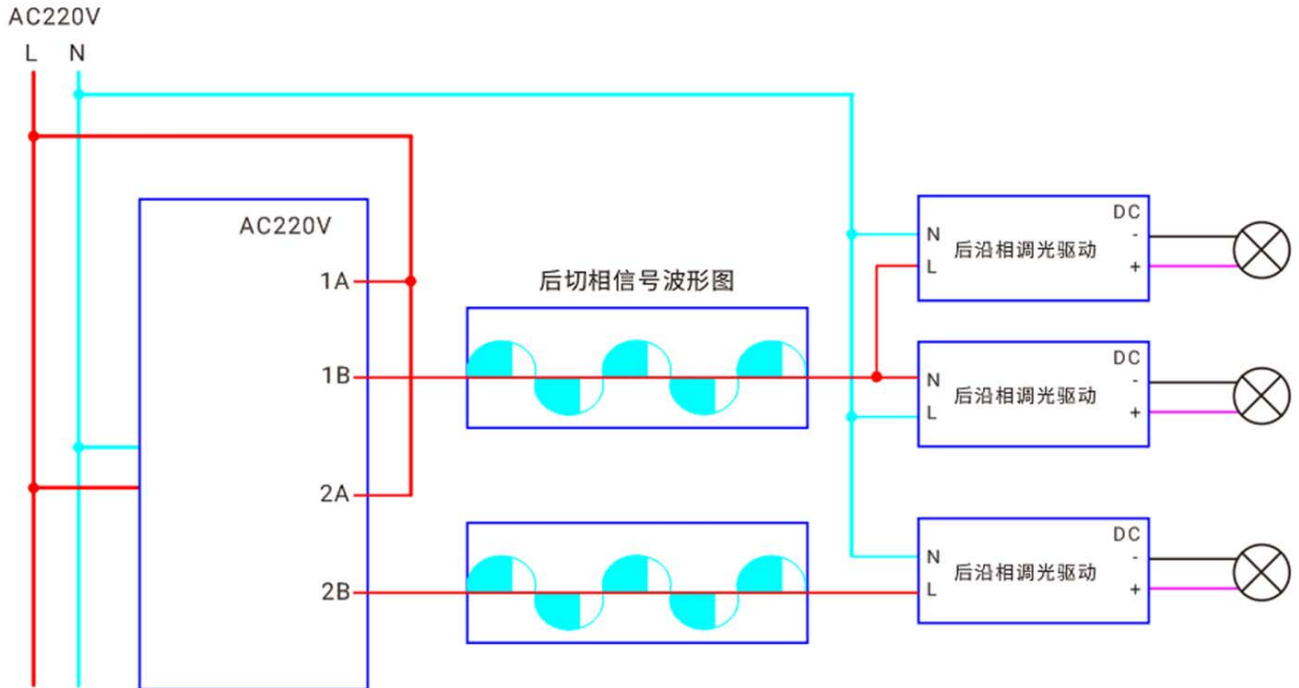 AC220V
L N
AC220V
1A
1B
2A
2B
后切相信号波形图
DC
N
-
后沿相调光驱动
L
+
DC
-
N
后沿相调光驱动
L
+
DC
N
-
后沿相调光驱动
L
+